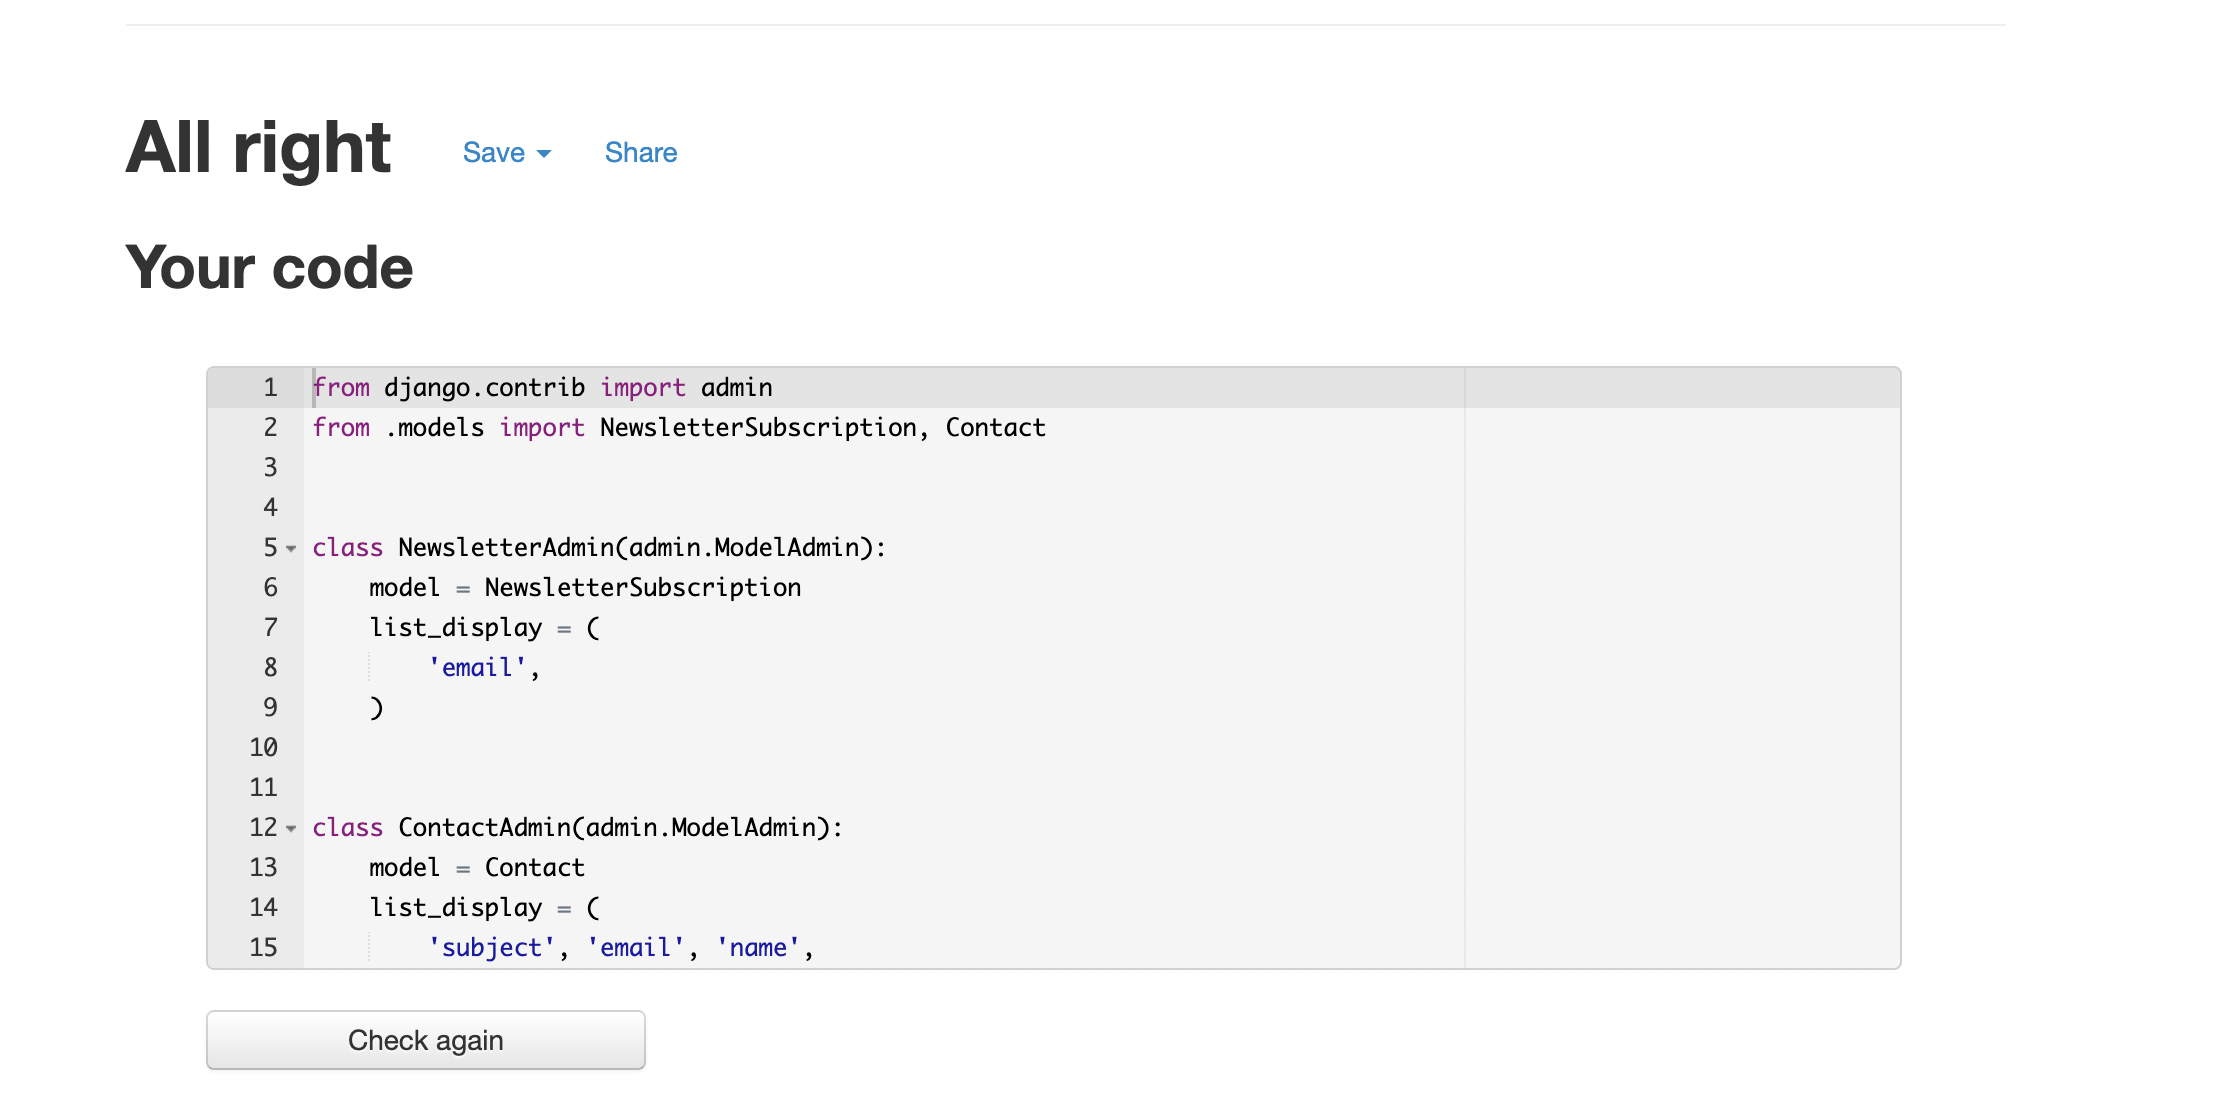 All right
Save
Share
Your code
1 from django.contrib import admin
2 from .models import NewsletterSubscription, Contact
3
4
5 class NewsletterAdmin(admin.ModelAdmin):
6     model = NewsletterSubscription
7     list_display = (
8         'email',
9     )
10
11
12 class ContactAdmin(admin.ModelAdmin):
13     model = Contact
14     list_display = (
15         'subject', 'email', 'name',
Check again